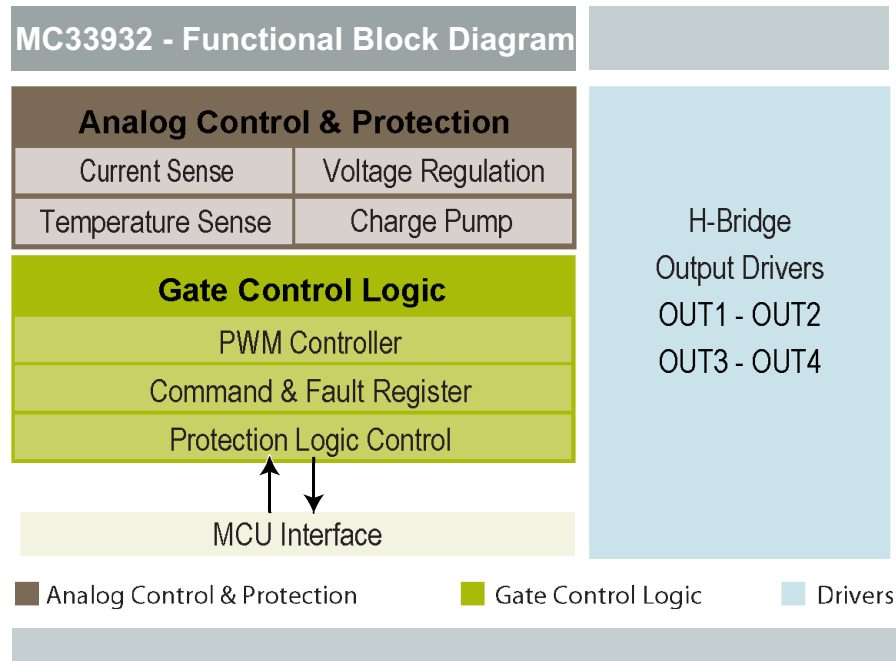 MC33932 - Functional Block Diagram
Analog Control & Protection
Current Sense
Voltage Regulation
Temperature Sense
Charge Pump
Gate Control Logic
PWM Controller
Command & Fault Register
Protection Logic Control
MCU Interface
H-Bridge
Output Drivers
OUT1 - OUT2
OUT3 - OUT4
Analog Control & Protection
Gate Control Logic
Drivers